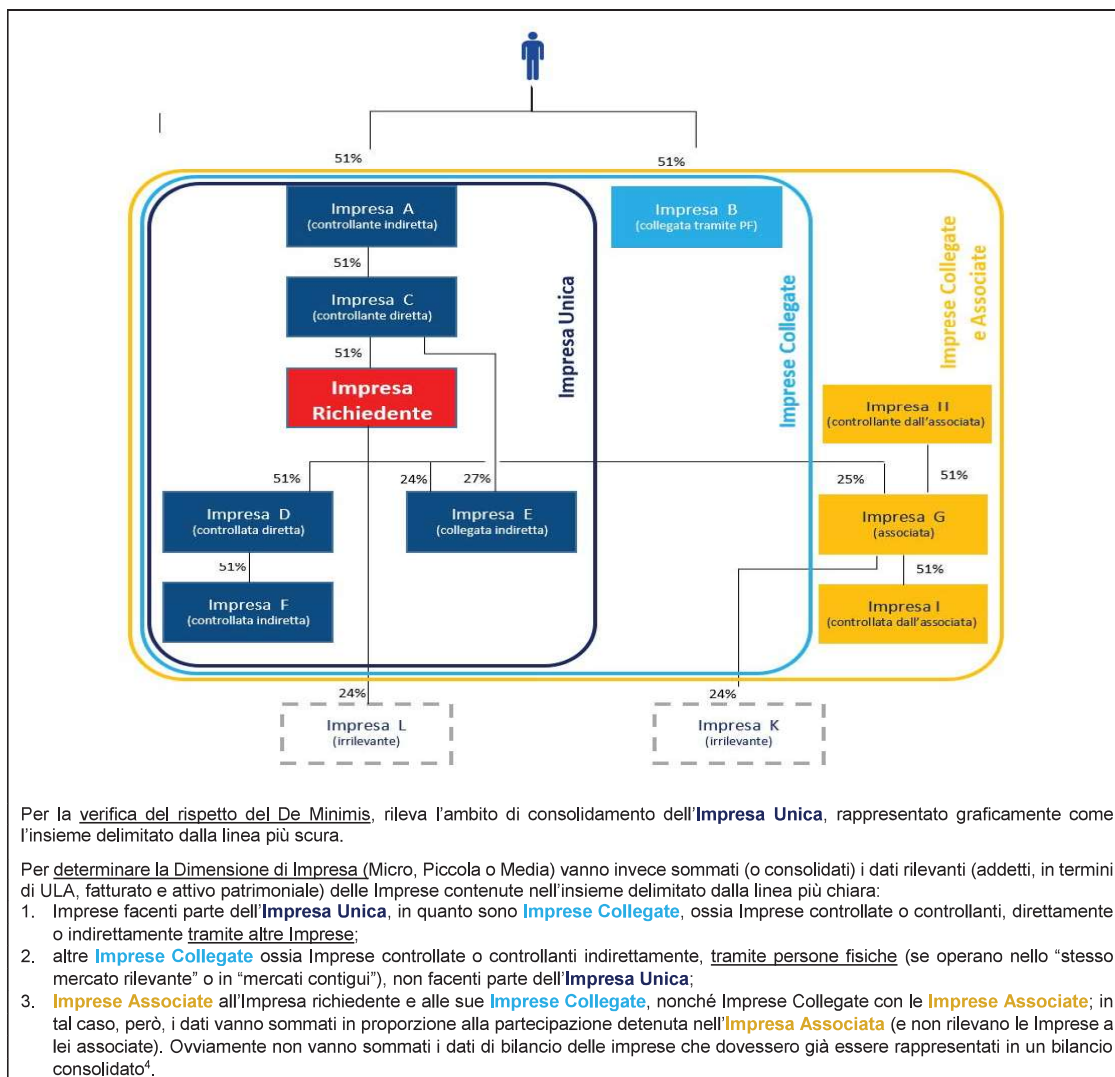 51%
51%
Impresa A
(controllante indiretta)
Impresa B
(collegata tramite PF)
51%
Impresa C
(controllante diretta)
51%
Impresa
Richiedente
Impresa Unica
Imprese Collegate
Imprese Collegate
e Associate
Impresa H
(controllante dall'associata)
51%
24%
27%
25%
51%
Impresa D
(controllata diretta)
Impresa E
(collegata indiretta)
Impresa G
(associata)
51%
51%
Impresa F
(controllata indiretta)
Impresa I
(controllata dall'associata)
24%
24%
Impresa L
(irrilevante)
Impresa K
(irrilevante)
Per la verifica del rispetto del De Minimis, rileva l'ambito di consolidamento dell'Impresa Unica, rappresentato graficamente come
l'insieme delimitato dalla linea più scura.
Per determinare la Dimensione di Impresa (Micro, Piccola o Media) vanno invece sommati (o consolidati) i dati rilevanti (addetti, in termini
di ULA, fatturato e attivo patrimoniale) delle Imprese contenute nell'insieme delimitato dalla linea più chiara:
1. Imprese facenti parte dell'Impresa Unica, in quanto sono Imprese Collegate, ossia Imprese controllate o controllanti, direttamente
o indirettamente tramite altre Imprese;
2. altre Imprese Collegate ossia Imprese controllate o controllanti indirettamente, tramite persone fisiche (se operano nello "stesso
mercato rilevante" o in "mercati contigui"), non facenti parte dell'Impresa Unica;
3. Imprese Associate all'Impresa richiedente e alle sue Imprese Collegate, nonché Imprese Collegate con le Imprese Associate; in
tal caso, però, i dati vanno sommati in proporzione alla partecipazione detenuta nell'Impresa Associata (e non rilevano le Imprese a
lei associate). Ovviamente non vanno sommati i dati di bilancio delle imprese che dovessero già essere rappresentati in un bilancio
consolidato⁴.